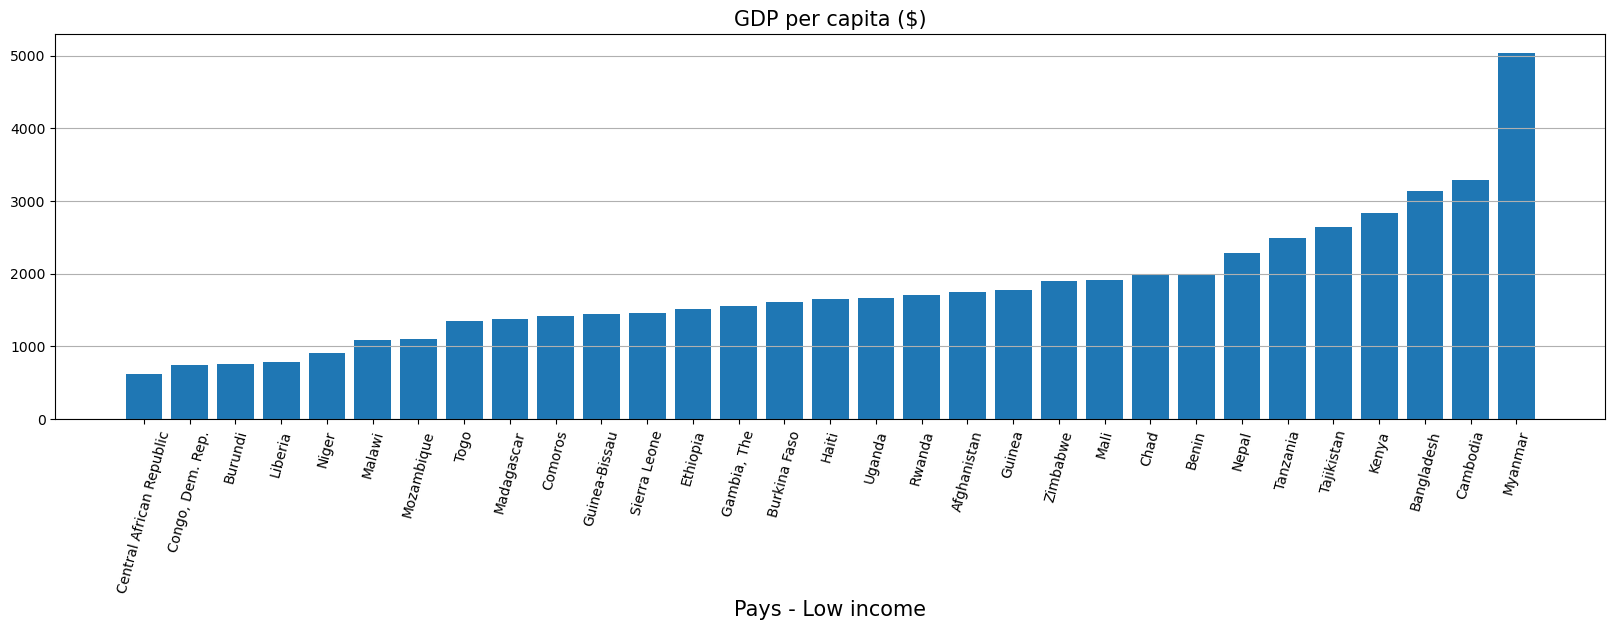 GDP per capita ($)
5000
4000
3000
2000
1000
0
Central African Republic
Congo, Dem. Rep.
Burundi
Liberia
Niger
Malawi
Mozambique
Togo
Madagascar
Comoros
Guinea-Bissau
Sierra Leone
Ethiopia
Gambia, The
Burkina Faso
Haiti
Uganda
Rwanda
Afghanistan
Guinea
Zimbabwe
Mali
Chad
Benin
Nepal
Tanzania
Tajikistan
Kenya
Bangladesh
Cambodia
Myanmar
Pays - Low income